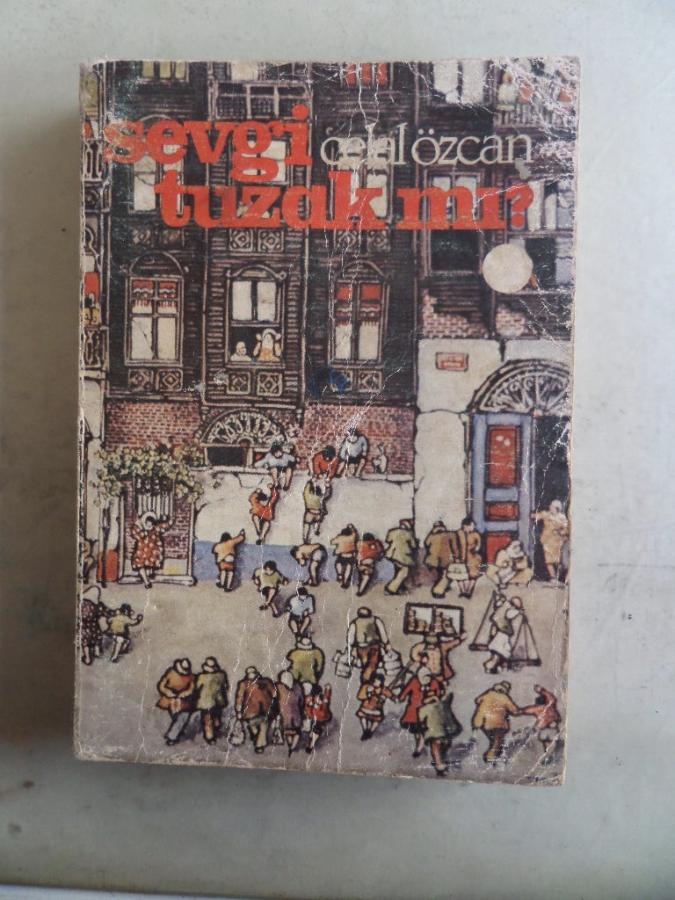 sevgi celal özcan
tuzak mı?